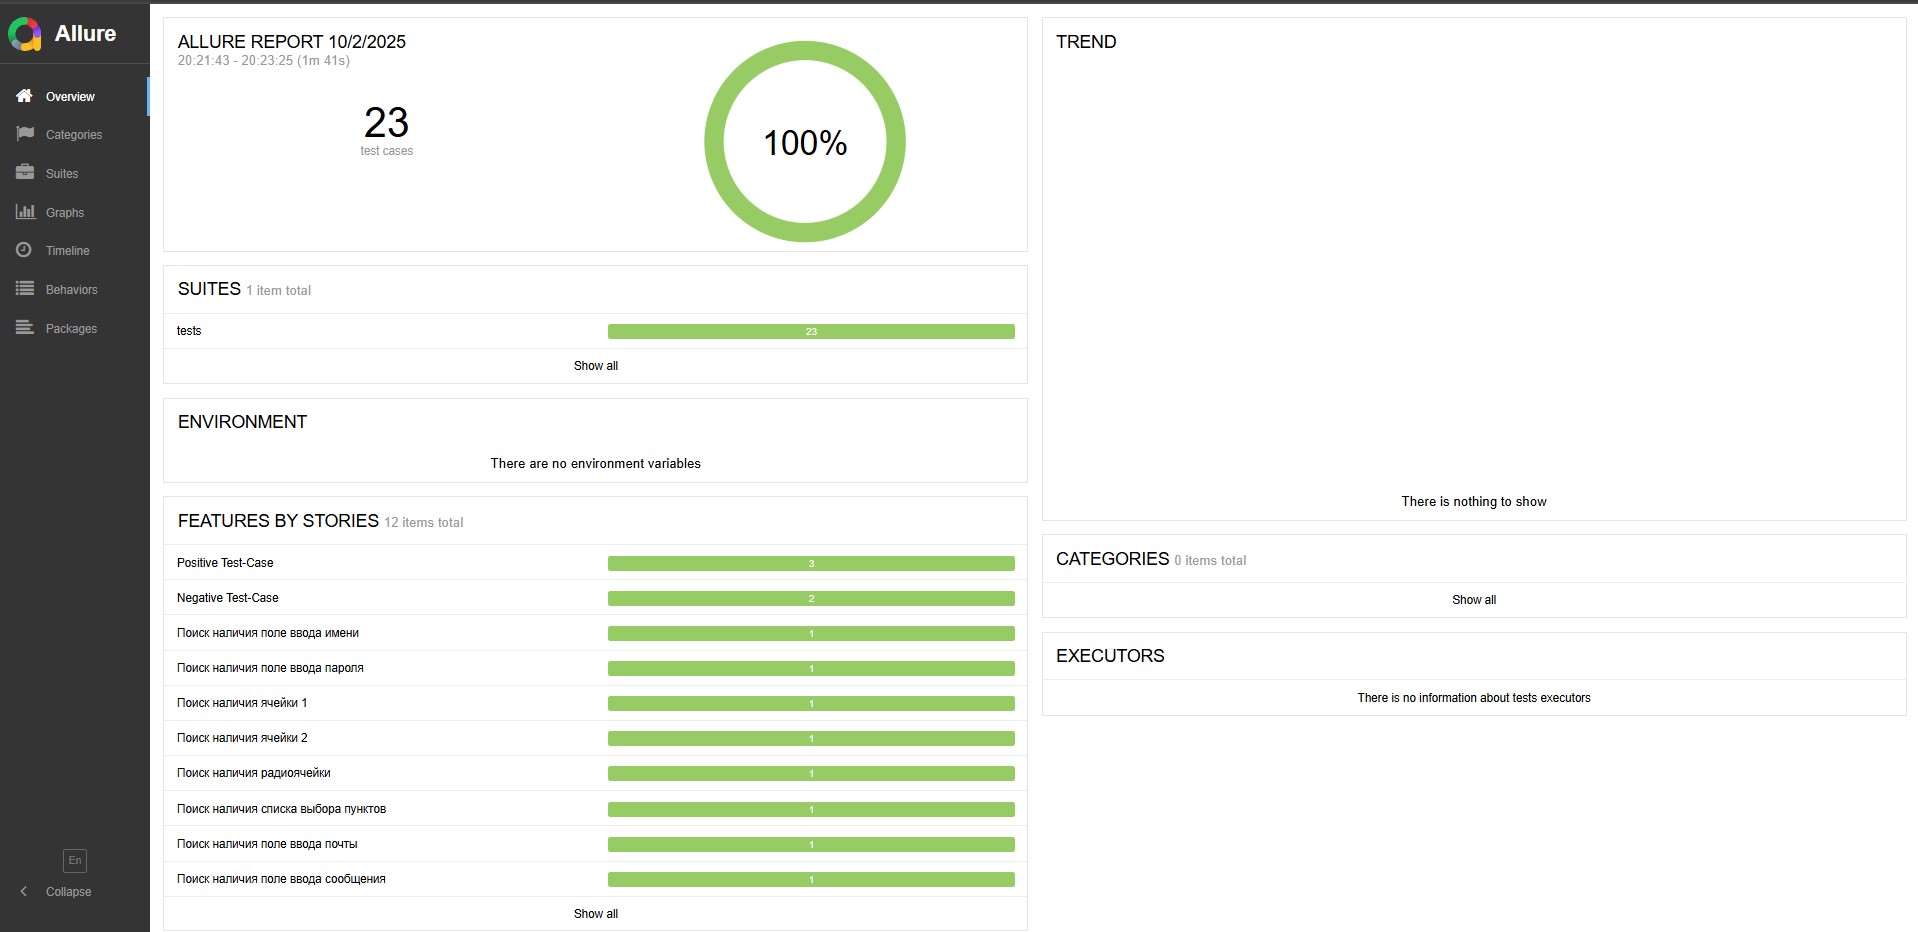 Allure
Overview
Categories
Suites
Graphs
Timeline
Behaviors
Packages
En
Collapse
ALLURE REPORT 10/2/2025
20:21:43 - 20:23:25 (1m 41s)
23
test cases
100%
SUITES 1 item total
tests 23
Show all
ENVIRONMENT
There are no environment variables
FEATURES BY STORIES 12 items total
Positive Test-Case 3
Negative Test-Case 2
Поиск наличия поле ввода имени 1
Поиск наличия поле ввода пароля 1
Поиск наличия ячейки 1 1
Поиск наличия ячейки 2 1
Поиск наличия радиоячейки 1
Поиск наличия списка выбора пунктов 1
Поиск наличия поле ввода почты 1
Поиск наличия поле ввода сообщения 1
Show all
TREND
There is nothing to show
CATEGORIES 0 items total
Show all
EXECUTORS
There is no information about tests executors